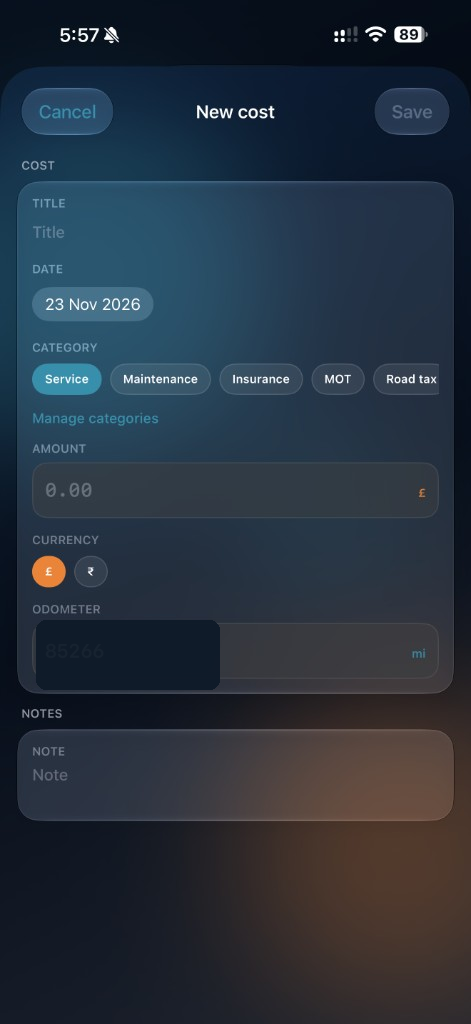 5:57
89
Cancel
New cost
Save
COST
TITLE
Title
DATE
23 Nov 2026
CATEGORY
Service Maintenance Insurance MOT Road tax
Manage categories
AMOUNT
0.00 £
CURRENCY
£ ₹
ODOMETER
mi
NOTES
NOTE
Note